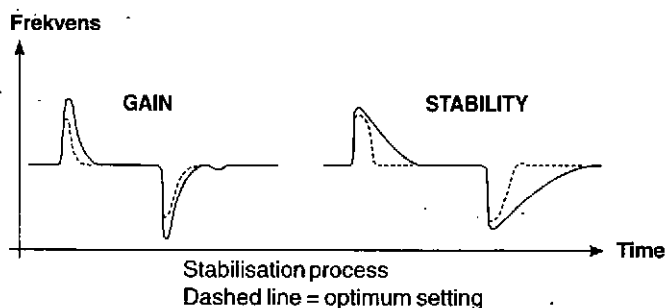 Frekvens
GAIN
STABILITY
Time
Stabilisation process
Dashed line = optimum setting